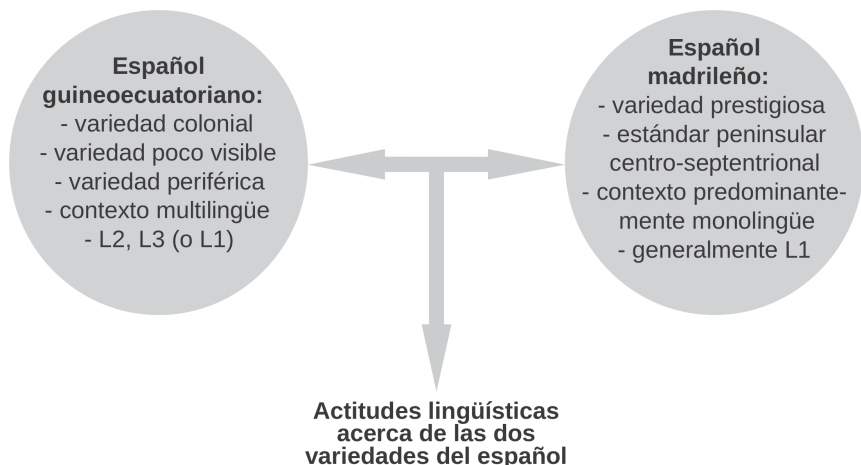 Español
guineoecuatoriano:
- variedad colonial
- variedad poco visible
- variedad periférica
- contexto multilingüe
- L2, L3 (o L1)
Español
madrileño:
- variedad prestigiosa
- estándar peninsular
centro-septentrional
- contexto predominante-
mente monolingüe
- generalmente L1
Actitudes lingüísticas
acerca de las dos
variedades del español